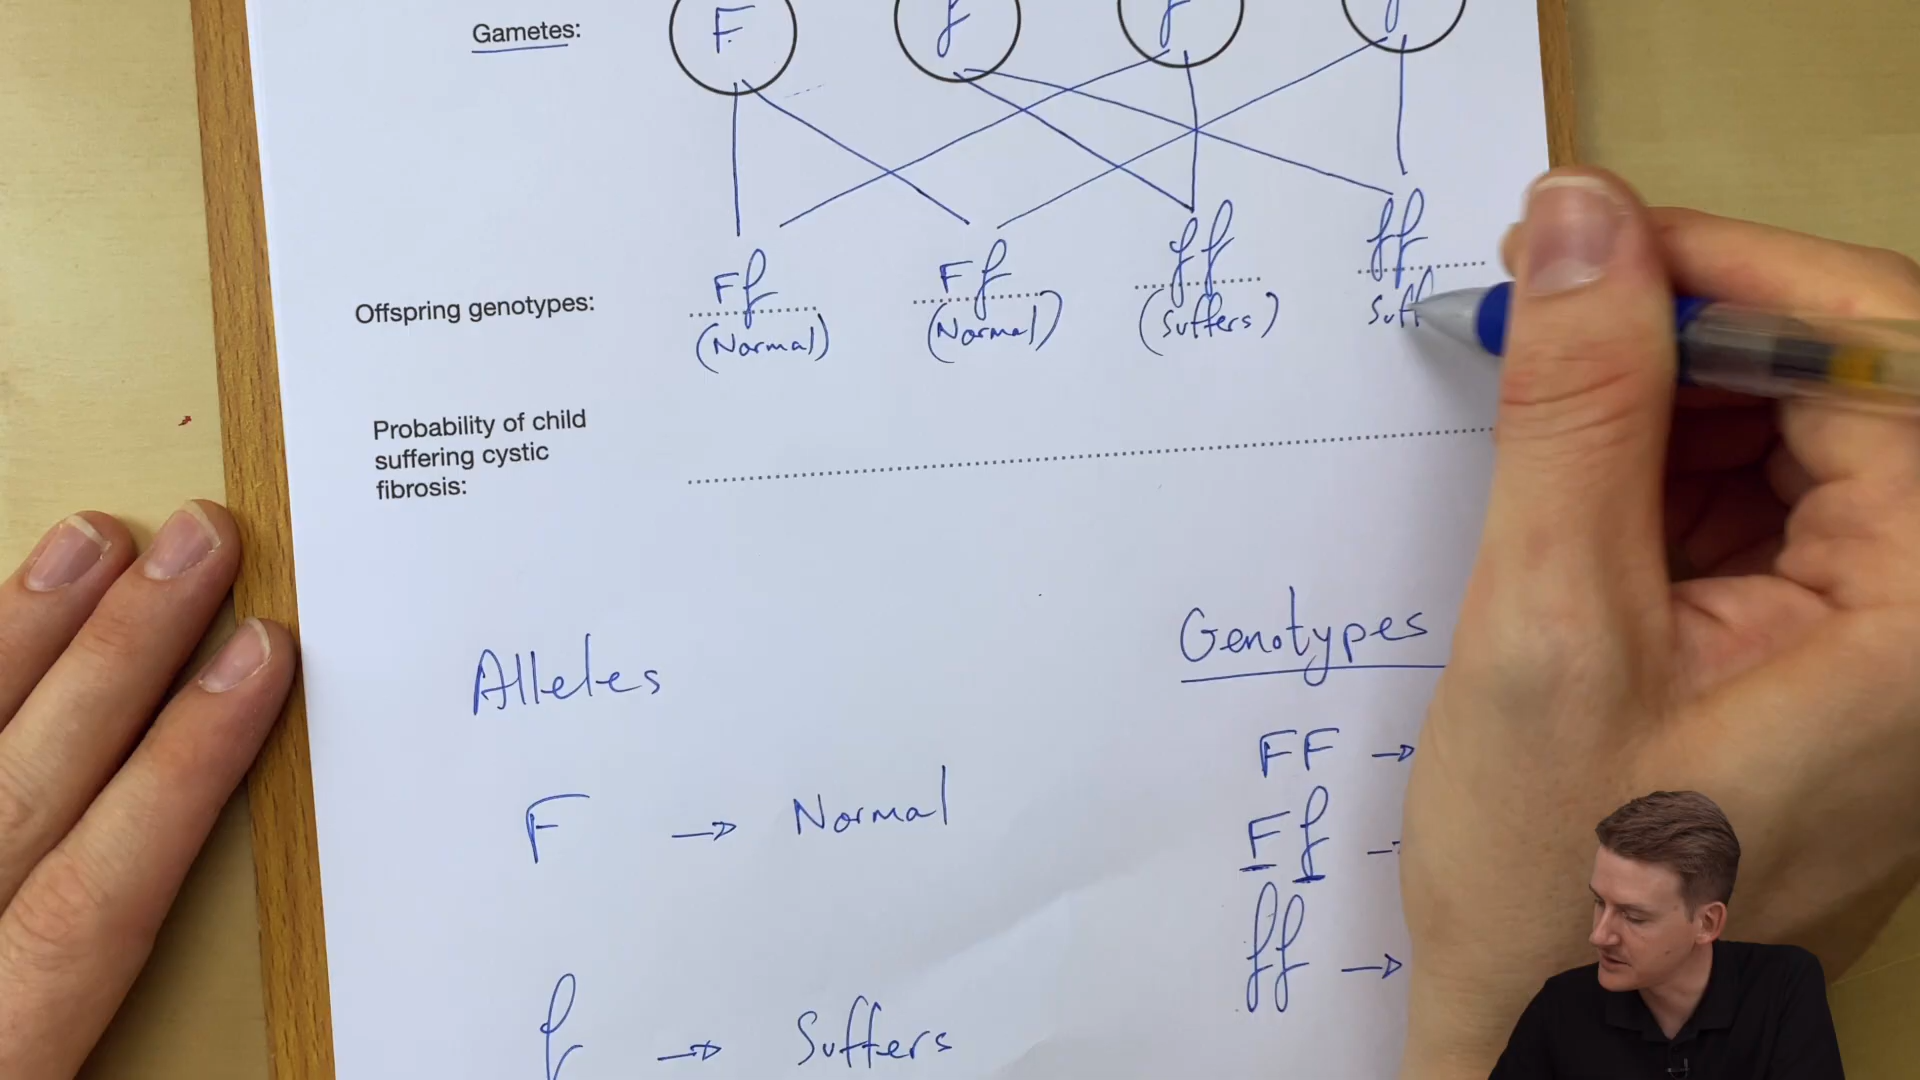 Gametes: F f f f
Offspring genotypes: Ff Ff ff ff
(Normal) (Normal) (Suffers) Suff
Probability of child
suffering cystic
fibrosis:
Alleles
F → Normal
f → Suffers
Genotypes
FF →
Ff →
ff →